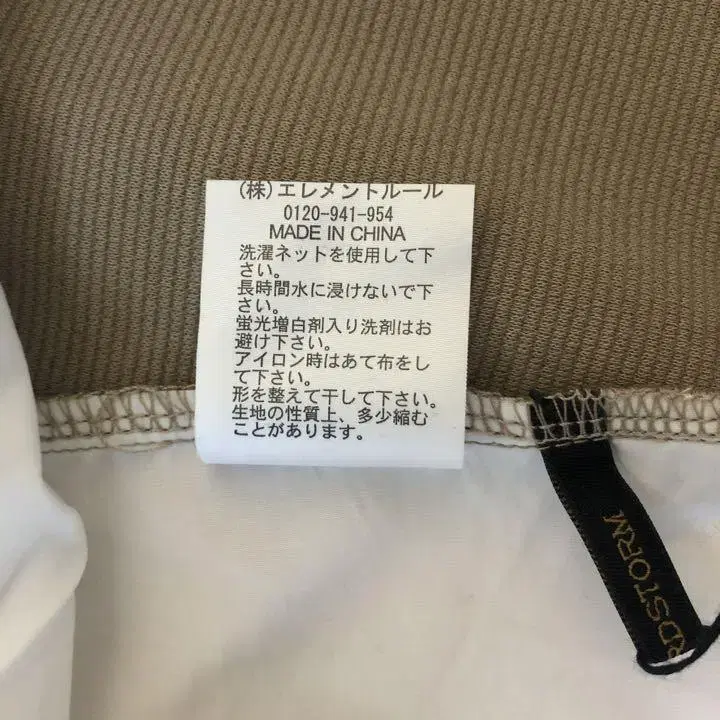 (株)エレメントルール
0120-941-954
MADE IN CHINA
洗濯ネットを使用して下
さい。
長時間水に浸けないで下
さい。
蛍光増白剤入り洗剤はお
避け下さい。
アイロン時はあて布をし
て下さい。
形を整えて干して下さい。
生地の性質上、多少縮む
ことがあります。
RDSTORM